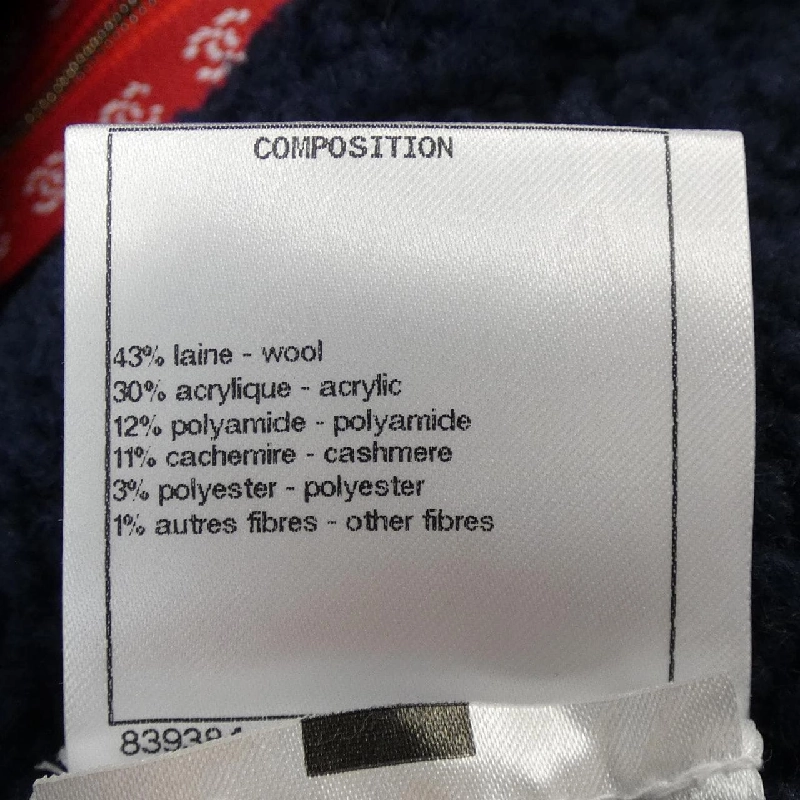 COMPOSITION
43% laine - wool
30% acrylique - acrylic
12% polyamide - polyamide
11% cachemire - cashmere
3% polyester - polyester
1% autres fibres - other fibres